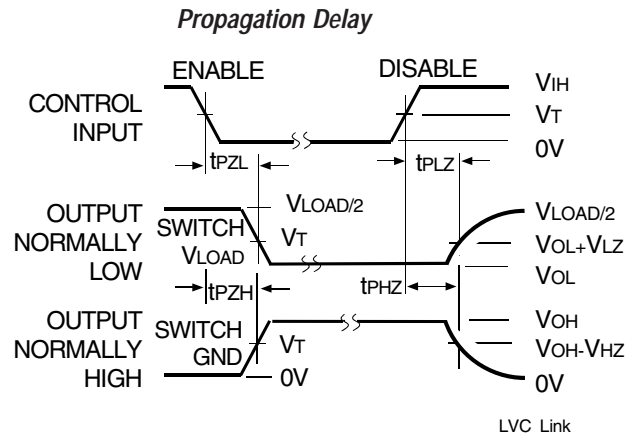 Propagation Delay
ENABLE DISABLE
CONTROL INPUT
VIH
VT
0V
tPZL tPLZ
OUTPUT NORMALLY LOW
SWITCH VLOAD
VLOAD/2
VT
VLOAD/2
VOL+VLZ
VOL
tPZH tPHZ
OUTPUT NORMALLY HIGH
SWITCH GND
VT
0V
VOH
VOH-VHZ
0V
LVC Link